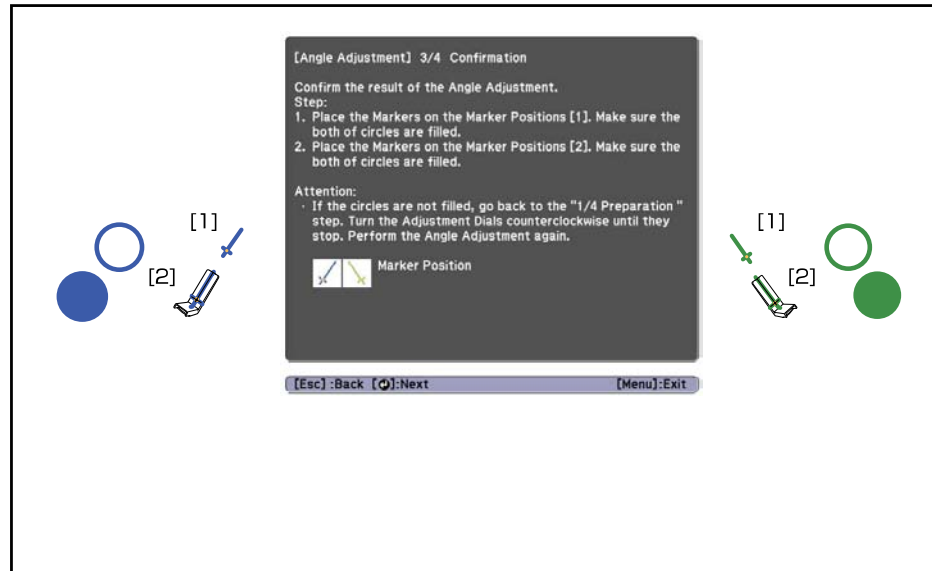 [Angle Adjustment] 3/4 Confirmation
Confirm the result of the Angle Adjustment.
Step:
1. Place the Markers on the Marker Positions [1]. Make sure the
both of circles are filled.
2. Place the Markers on the Marker Positions [2]. Make sure the
both of circles are filled.
Attention:
· If the circles are not filled, go back to the "1/4 Preparation "
step. Turn the Adjustment Dials counterclockwise until they
stop. Perform the Angle Adjustment again.
Marker Position
[1]
[2]
[1]
[2]
[Esc] :Back [⏎]:Next [Menu]:Exit